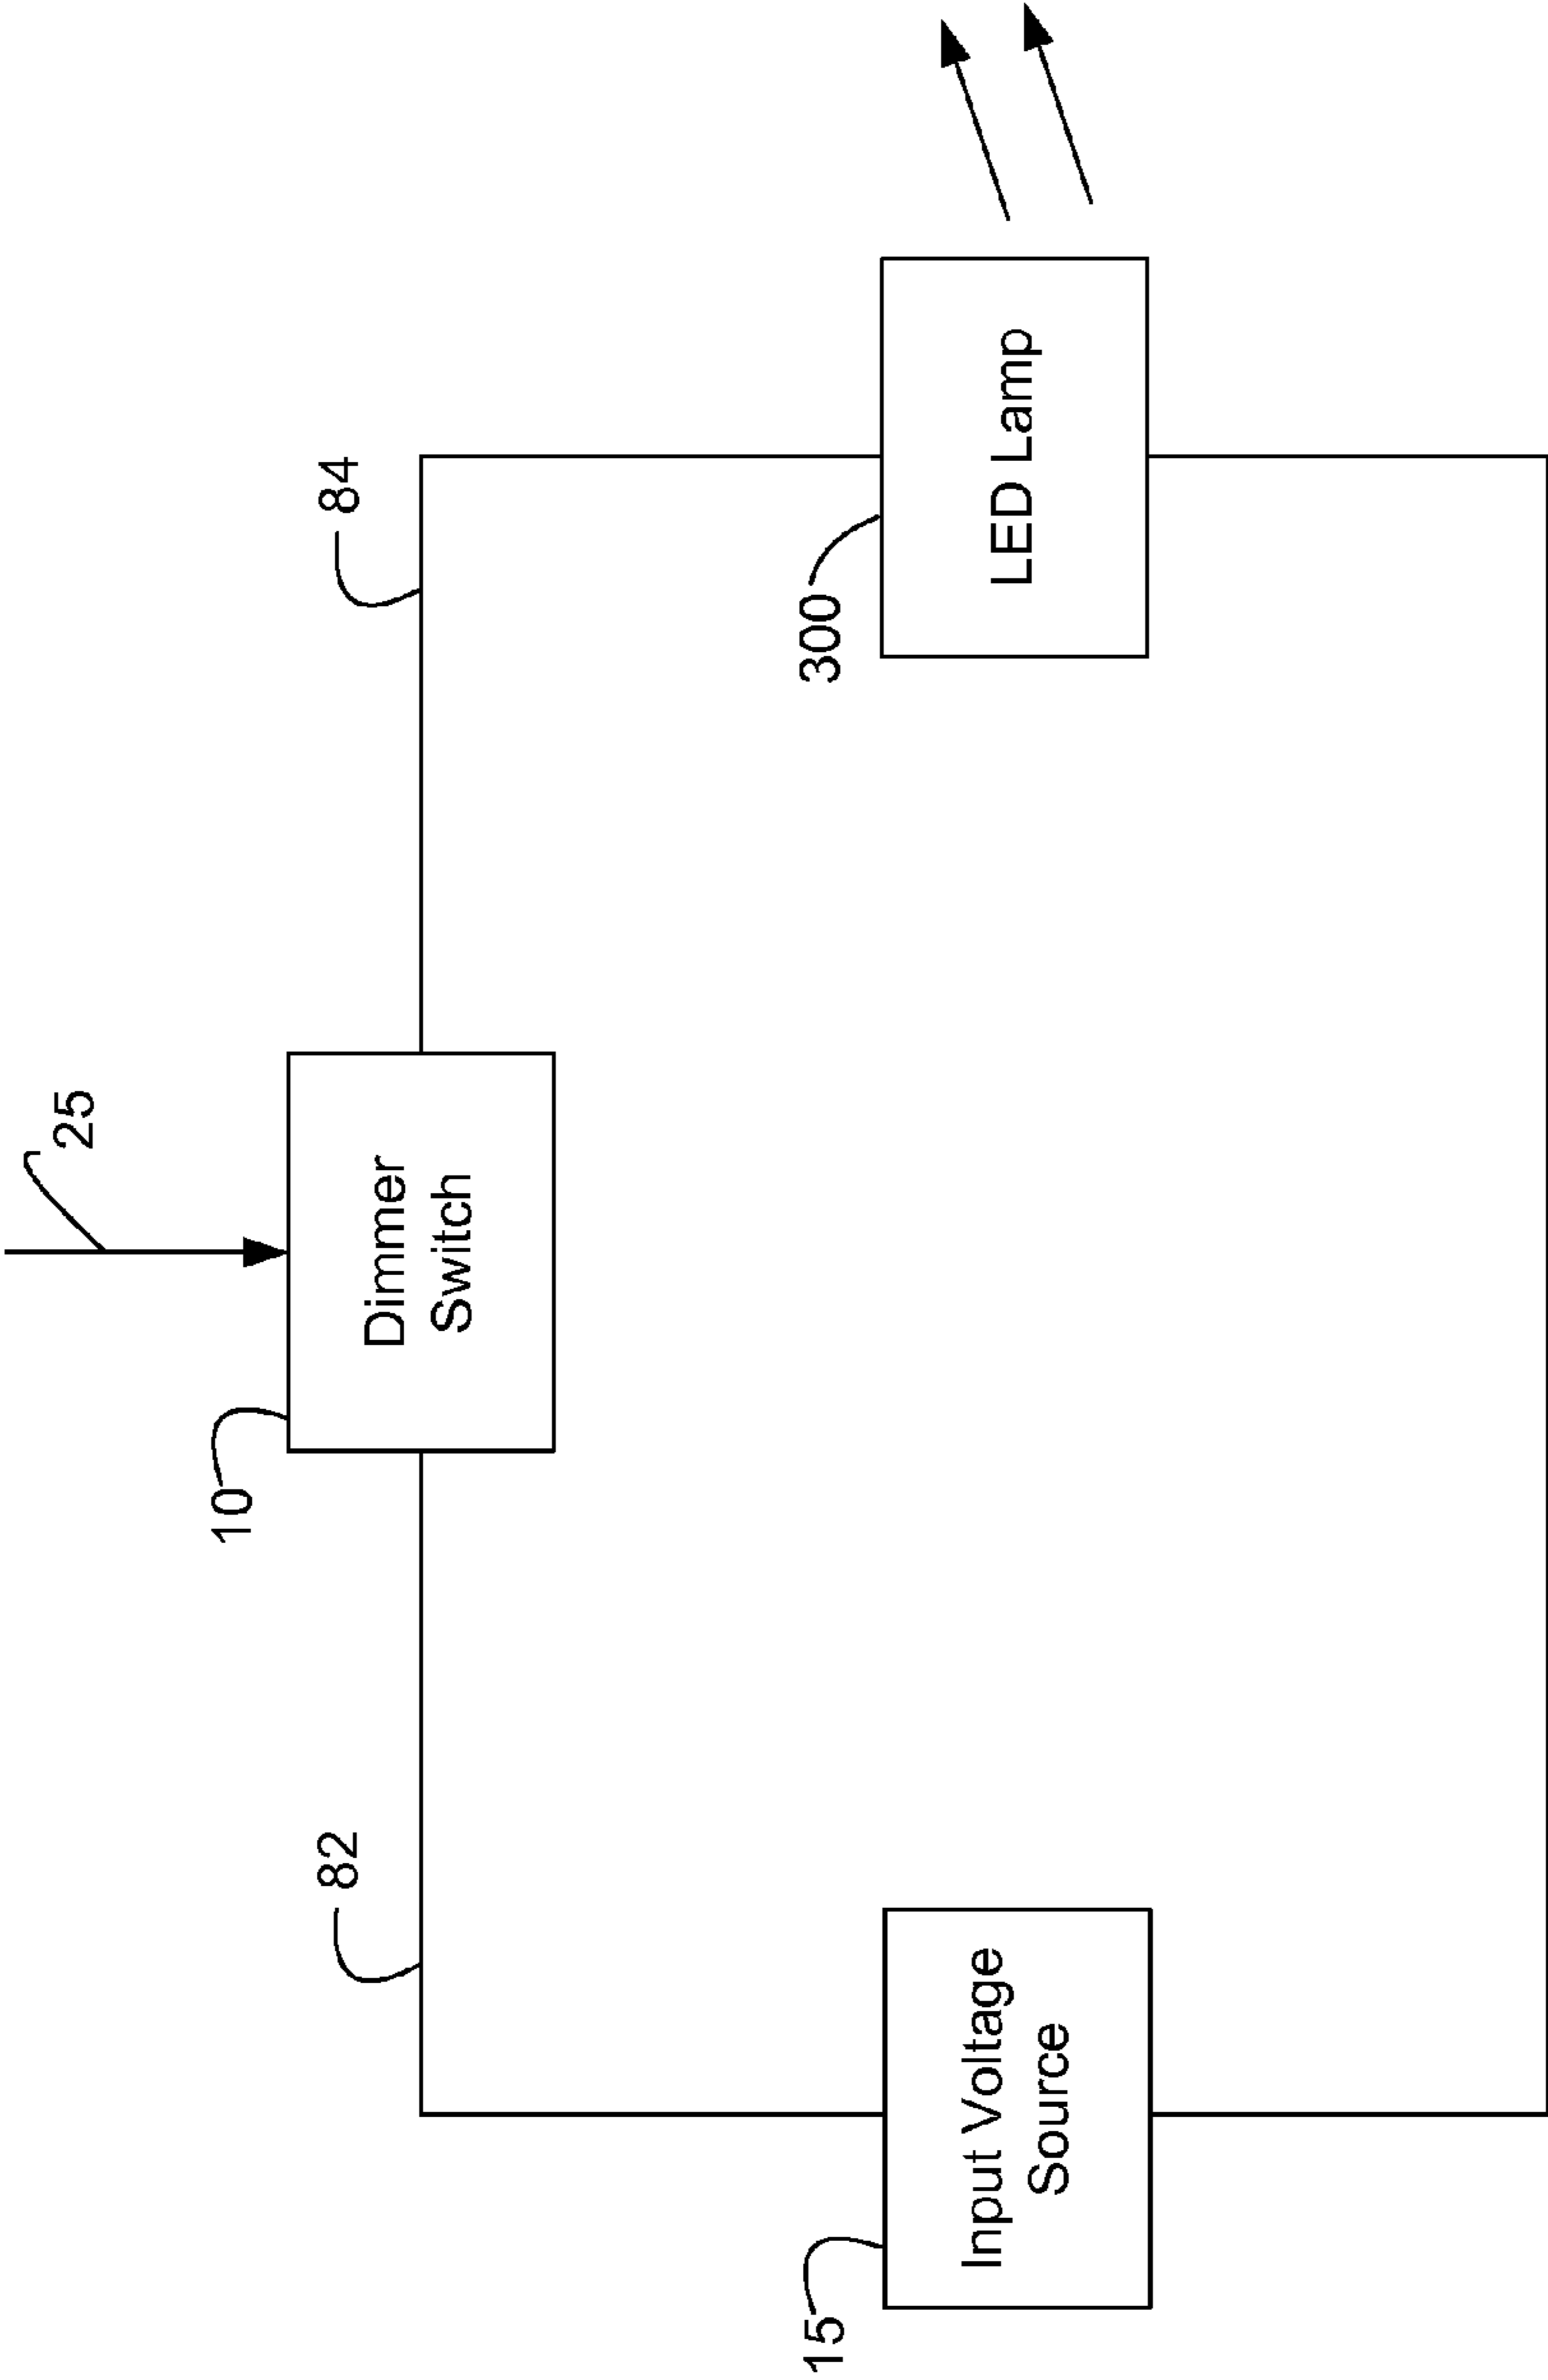 25
10
Dimmer
Switch
82
84
15
Input Voltage
Source
300
LED Lamp